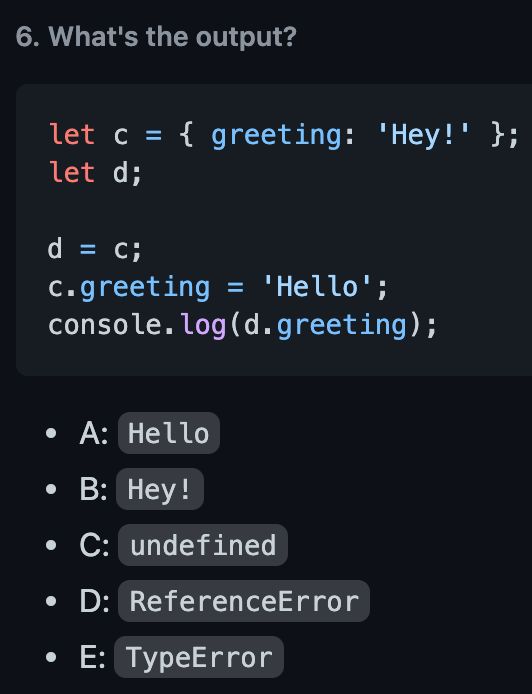 6. What's the output?
let c = { greeting: 'Hey!' };
let d;
d = c;
c.greeting = 'Hello';
console.log(d.greeting);
• A: Hello
• B: Hey!
• C: undefined
• D: ReferenceError
• E: TypeError